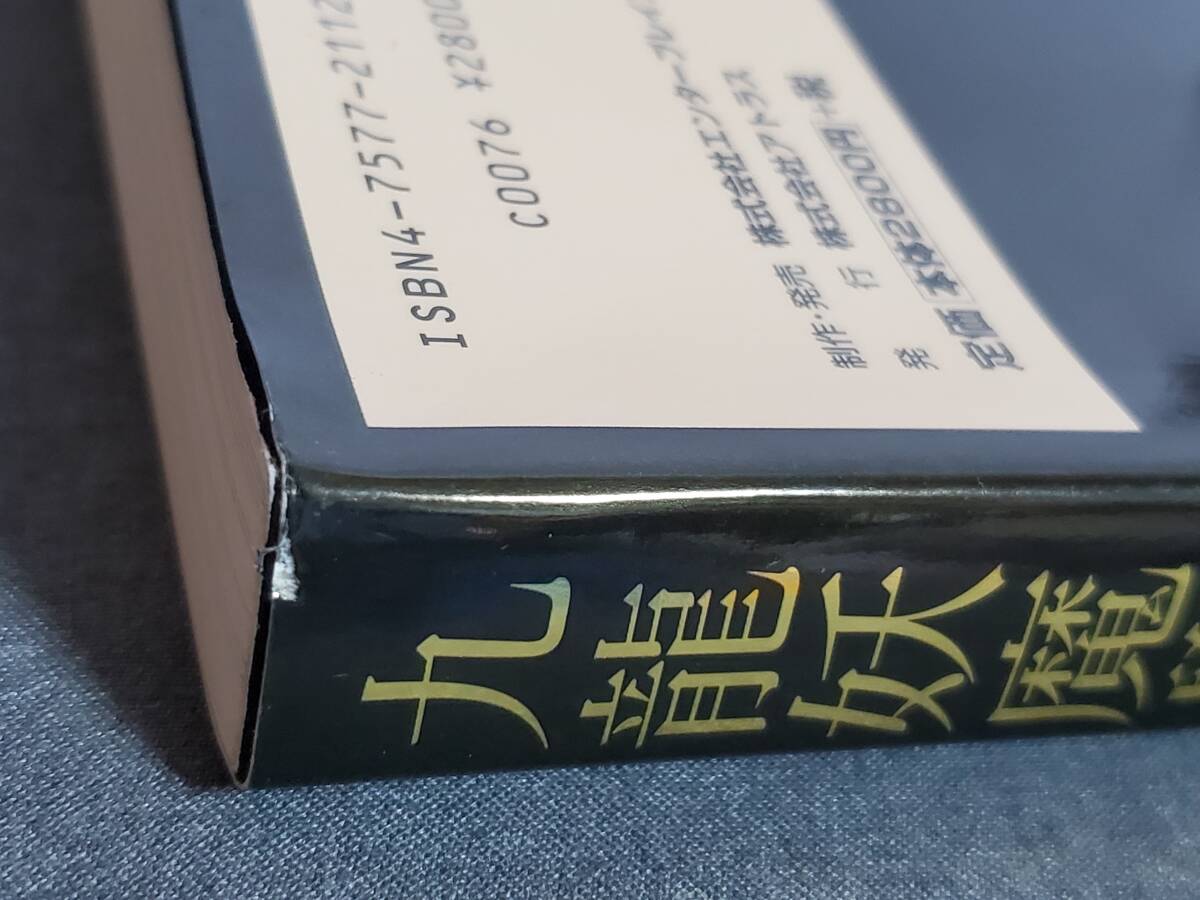 ISBN4-7577-2112
C0076 ¥2800
制作・発売 株式会社エンターブレイン
発行 株式会社アトラス
定価 本体2800円+税
九龍妖魔